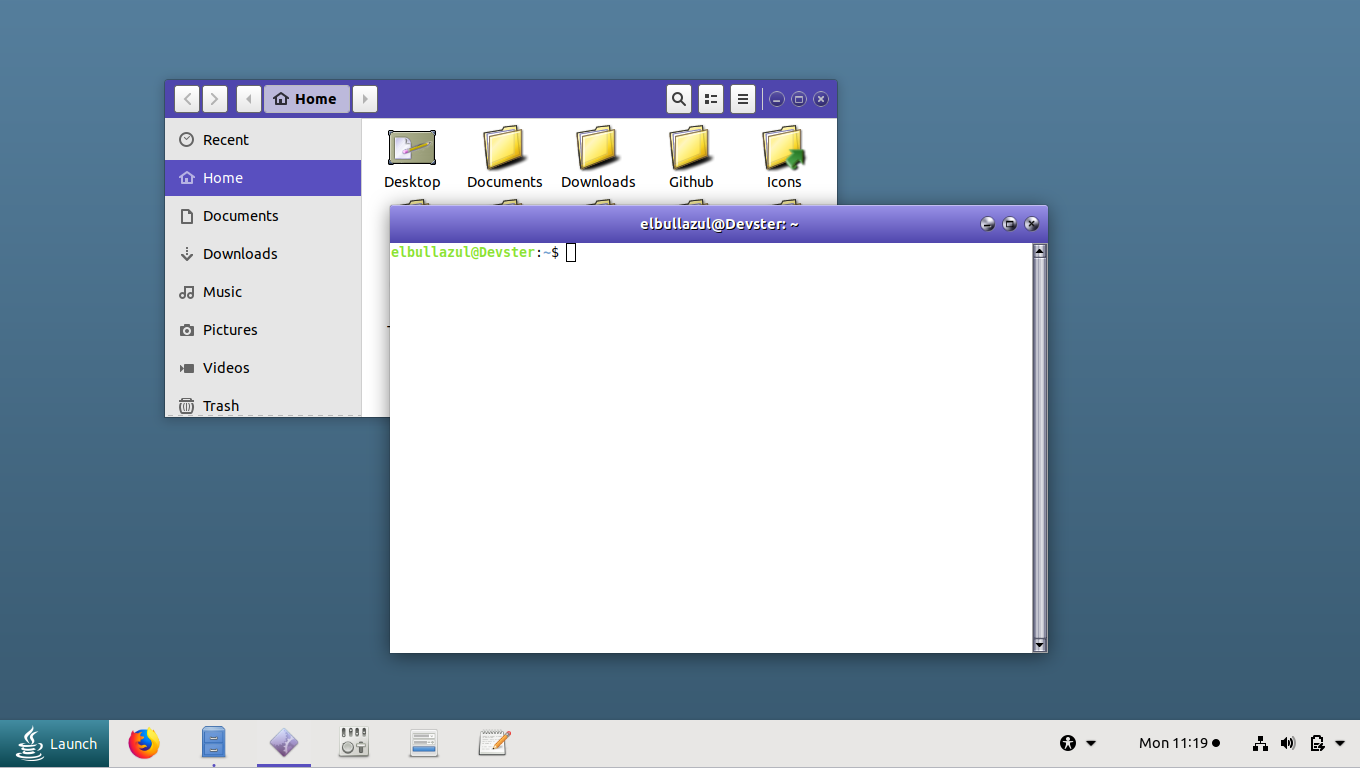 Home
Recent
Home
Documents
Downloads
Music
Pictures
Videos
Trash
Desktop
Documents
Downloads
Github
Icons
elbullazul@Devster: ~
elbullazul@Devster:~$
Launch
Mon 11:19